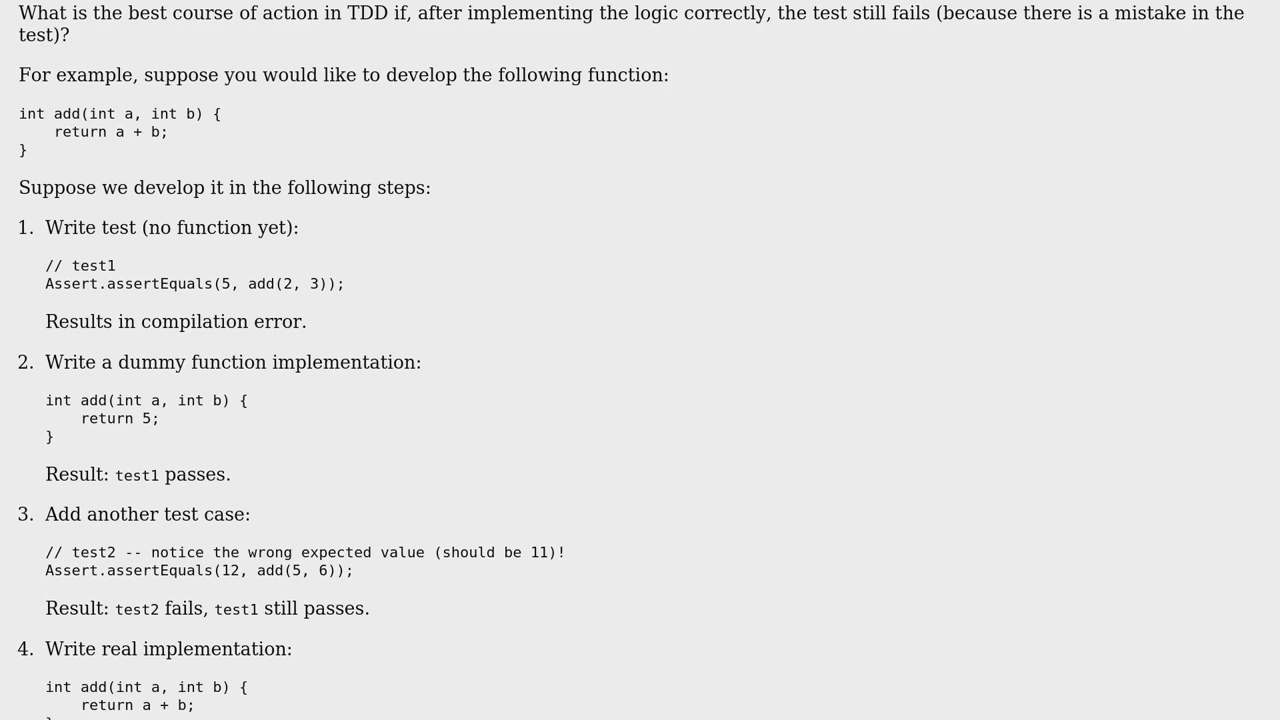 What is the best course of action in TDD if, after implementing the logic correctly, the test still fails (because there is a mistake in the
test)?
For example, suppose you would like to develop the following function:
int add(int a, int b) {
    return a + b;
}
Suppose we develop it in the following steps:
1. Write test (no function yet):
// test1
Assert.assertEquals(5, add(2, 3));
Results in compilation error.
2. Write a dummy function implementation:
int add(int a, int b) {
    return 5;
}
Result: test1 passes.
3. Add another test case:
// test2 -- notice the wrong expected value (should be 11)!
Assert.assertEquals(12, add(5, 6));
Result: test2 fails, test1 still passes.
4. Write real implementation:
int add(int a, int b) {
    return a + b;